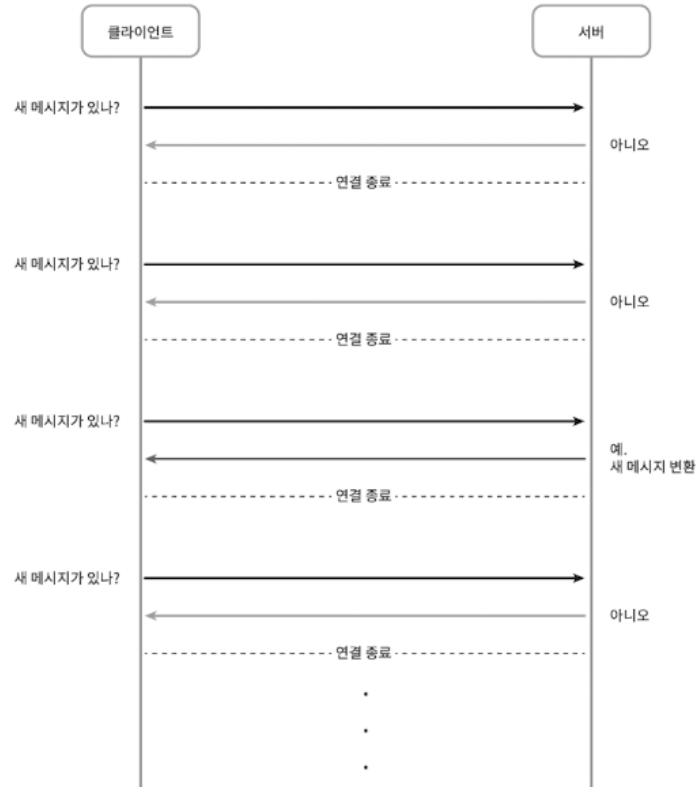 클라이언트
서버
새 메시지가 있나?
아니오
연결 종료
새 메시지가 있나?
아니오
연결 종료
새 메시지가 있나?
예.
새 메시지 변환
연결 종료
새 메시지가 있나?
아니오
연결 종료